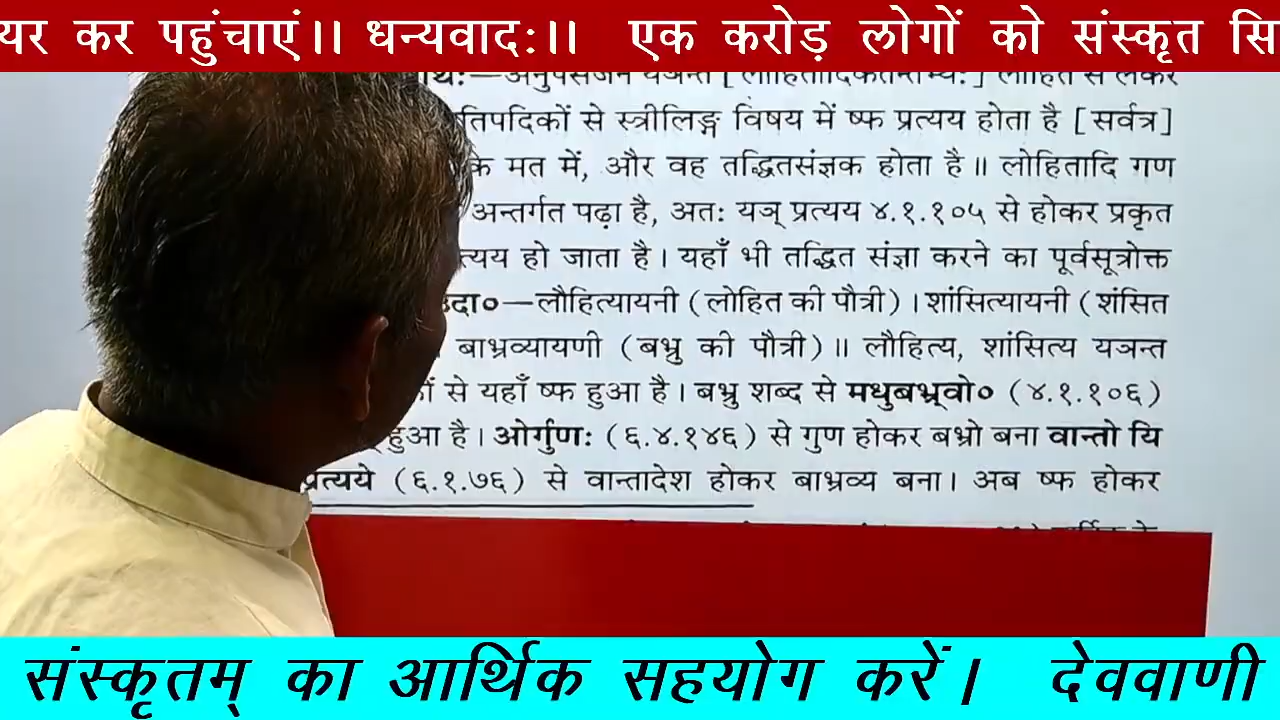 यर कर पहुंचाएं।। धन्यवादः।। एक करोड़ लोगों को संस्कृत सि
लोहित से लेकर
तिपदिकों से स्त्रीलिङ्ग विषय में ष्फ प्रत्यय होता है [सर्वत्र]
के मत में, और वह तद्धितसंज्ञक होता है॥ लोहितादि गण
अन्तर्गत पढ़ा है, अतः यञ् प्रत्यय ४.१.१०५ से होकर प्रकृत
त्यय हो जाता है। यहाँ भी तद्धित संज्ञा करने का पूर्वसूत्रोक्त
उदा०—लौहित्यायनी (लोहित की पौत्री)। शांसित्यायनी (शंसित
बाभ्रव्यायणी (बभ्रु की पौत्री)॥ लौहित्य, शांसित्य यञन्त
से यहाँ ष्फ हुआ है। बभ्रु शब्द से मधुबभ्र्वो० (४.१.१०६)
हुआ है। ओर्गुणः (६.४.१४६) से गुण होकर बभ्रो बना वान्तो यि
प्रत्यये (६.१.७६) से वान्तादेश होकर बाभ्रव्य बना। अब ष्फ होकर
संस्कृतम् का आर्थिक सहयोग करें। देववाणी